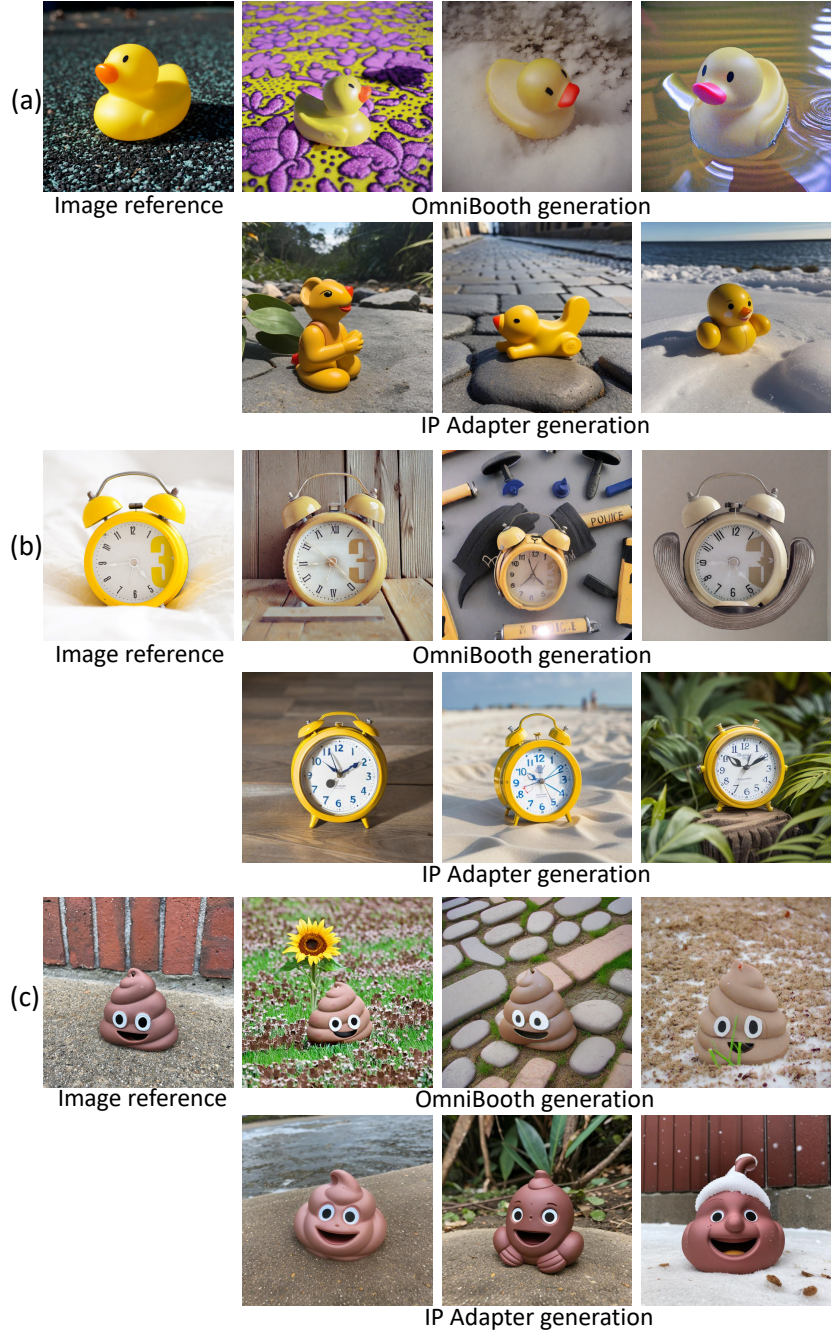 (a)
Image reference
OmniBooth generation
IP Adapter generation
(b)
POLICE
Image reference
OmniBooth generation
IP Adapter generation
(c)
Image reference
OmniBooth generation
IP Adapter generation